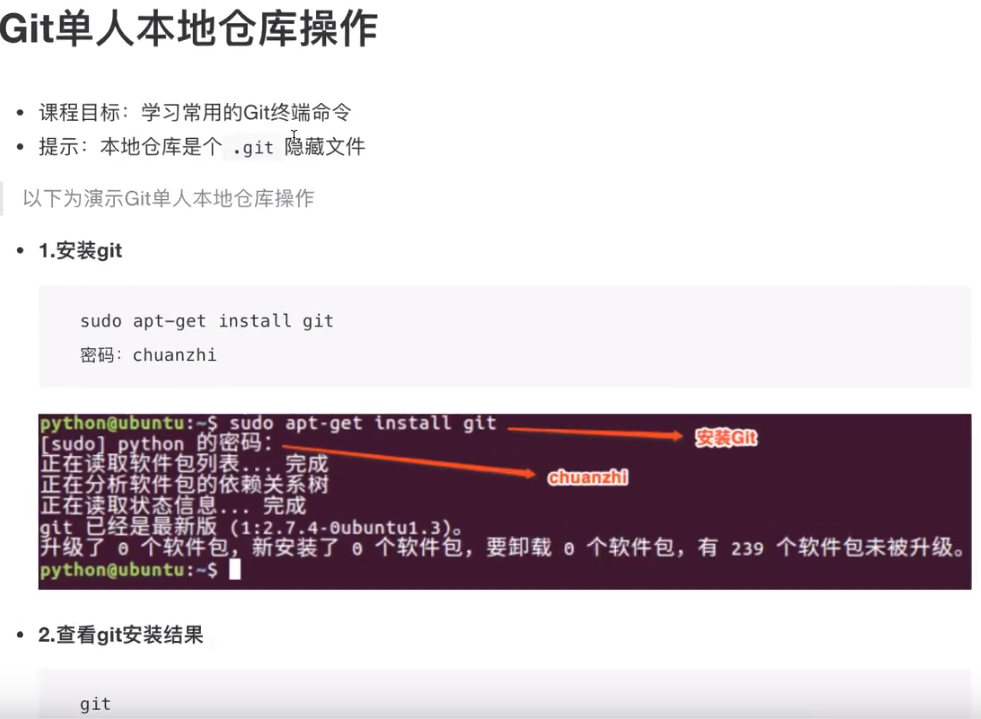 Git单人本地仓库操作
课程目标：学习常用的Git终端命令
提示：本地仓库是个 .git 隐藏文件
以下为演示Git单人本地仓库操作
1.安装git
sudo apt-get install git
密码：chuanzhi
python@ubuntu:~$ sudo apt-get install git
安装Git
[sudo] python 的密码：
正在读取软件包列表... 完成
chuanzhi
正在分析软件包的依赖关系树
正在读取状态信息... 完成
git 已经是最新版 (1:2.7.4-0ubuntu1.3)。
升级了 0 个软件包，新安装了 0 个软件包，要卸载 0 个软件包，有 239 个软件包未被升级。
python@ubuntu:~$
2.查看git安装结果
git